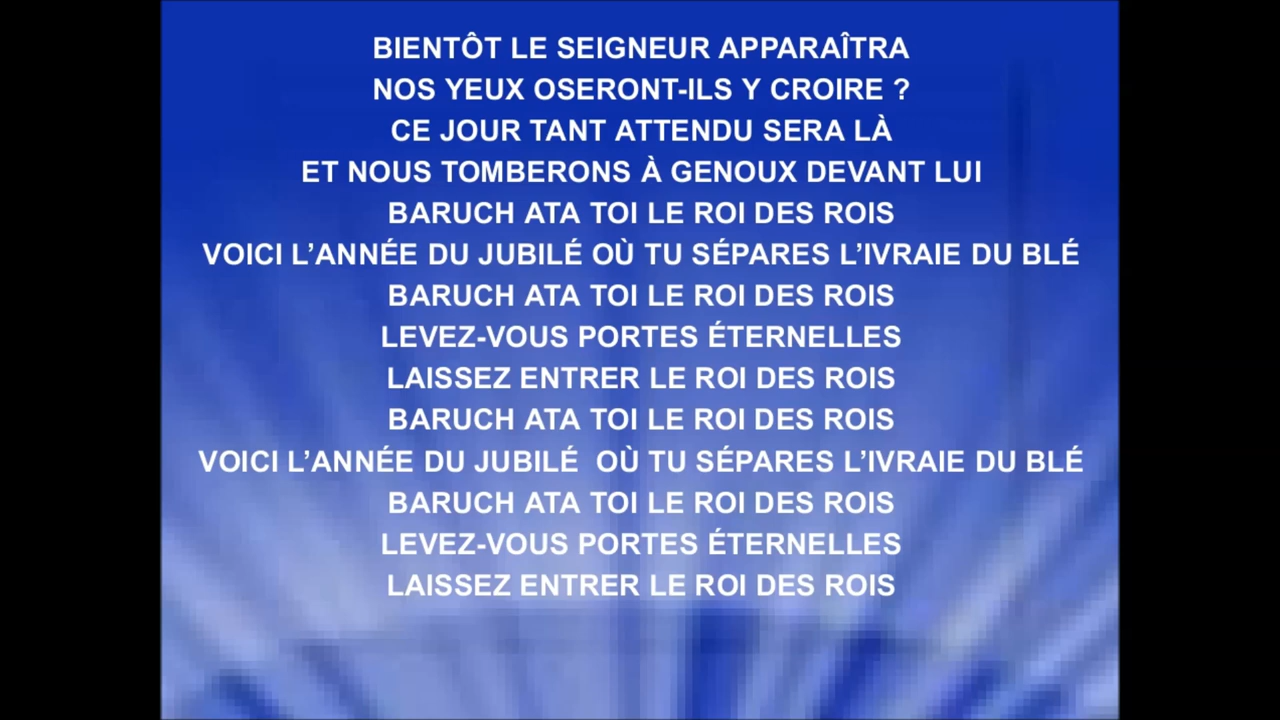 BIENTÔT LE SEIGNEUR APPARAÎTRA
NOS YEUX OSERONT-ILS Y CROIRE ?
CE JOUR TANT ATTENDU SERA LÀ
ET NOUS TOMBERONS À GENOUX DEVANT LUI
BARUCH ATA TOI LE ROI DES ROIS
VOICI L’ANNÉE DU JUBILÉ OÙ TU SÉPARES L’IVRAIE DU BLÉ
BARUCH ATA TOI LE ROI DES ROIS
LEVEZ-VOUS PORTES ÉTERNELLES
LAISSEZ ENTRER LE ROI DES ROIS
BARUCH ATA TOI LE ROI DES ROIS
VOICI L’ANNÉE DU JUBILÉ  OÙ TU SÉPARES L’IVRAIE DU BLÉ
BARUCH ATA TOI LE ROI DES ROIS
LEVEZ-VOUS PORTES ÉTERNELLES
LAISSEZ ENTRER LE ROI DES ROIS